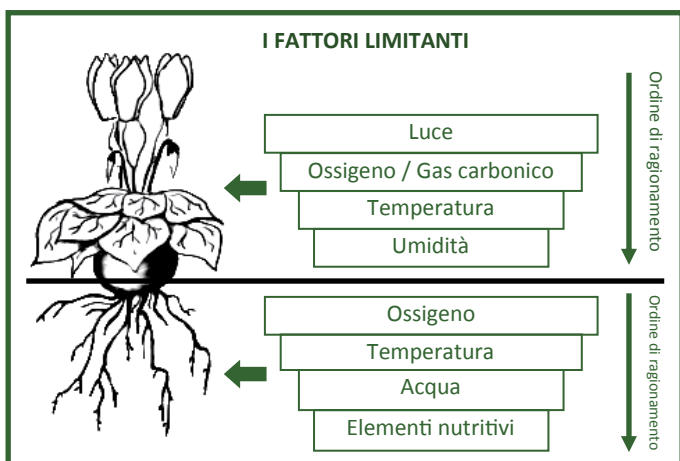 I FATTORI LIMITANTI
Luce
Ossigeno / Gas carbonico
Temperatura
Umidità
Ordine di ragionamento
Ossigeno
Temperatura
Acqua
Elementi nutritivi
Ordine di ragionamento